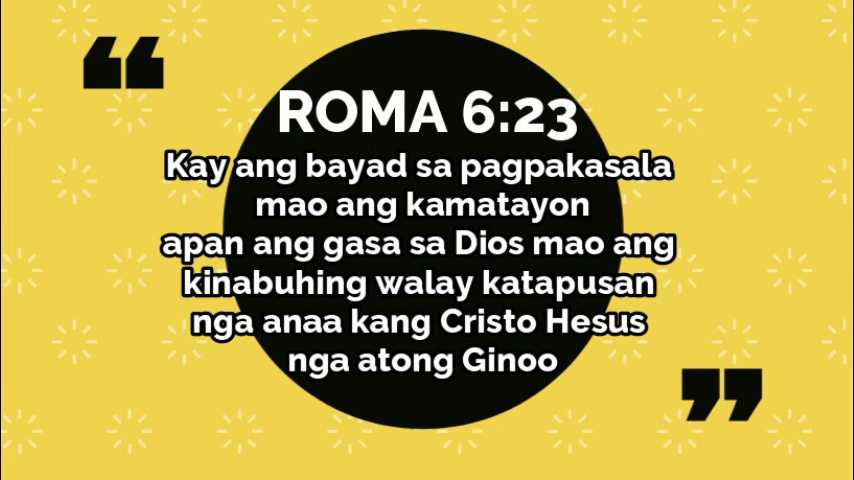 ROMA 6:23
Kay ang bayad sa pagpakasala
mao ang kamatayon
apan ang gasa sa Dios mao ang
kinabuhing walay katapusan
nga anaa kang Cristo Hesus
nga atong Ginoo